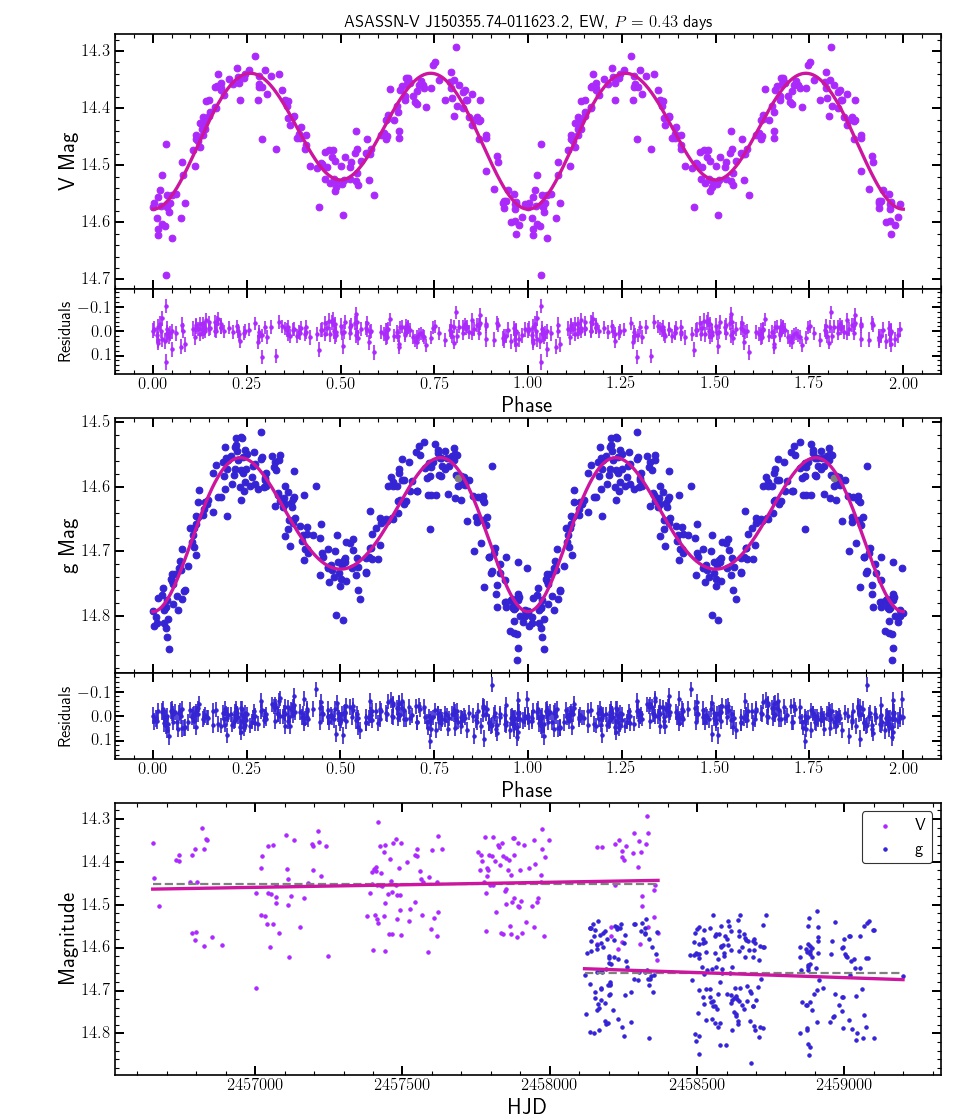 ASASSN-V J150355.74-011623.2, EW, P = 0.43 days
14.3
14.4
14.5
14.6
14.7
V Mag
−0.1
0.0
0.1
Residuals
0.00 0.25 0.50 0.75 1.00 1.25 1.50 1.75 2.00
Phase
14.5
14.6
14.7
14.8
g Mag
−0.1
0.0
0.1
Residuals
0.00 0.25 0.50 0.75 1.00 1.25 1.50 1.75 2.00
Phase
14.3
14.4
14.5
14.6
14.7
14.8
Magnitude
V
g
2457000 2457500 2458000 2458500 2459000
HJD